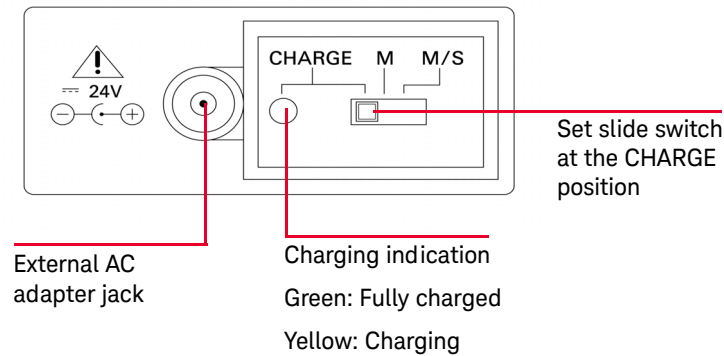 CHARGE M M/S
24V
Set slide switch
at the CHARGE
position
External AC
adapter jack
Charging indication
Green: Fully charged
Yellow: Charging